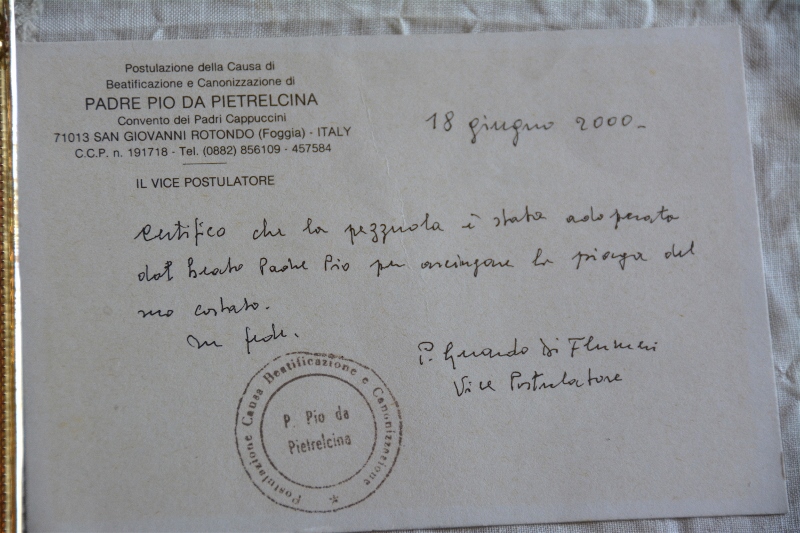 Postulazione della Causa di
Beatificazione e Canonizzazione di
PADRE PIO DA PIETRELCINA
Convento dei Padri Cappuccini
71013 SAN GIOVANNI ROTONDO (Foggia) - ITALY
C.C.P. n. 191718 - Tel. (0882) 856109 - 457584
IL VICE POSTULATORE
18 giugno 2000 -
Certifico che la pezzuola è stata adoperata
dal Beato Padre Pio per asciugare la piaga del
suo costato.
In fede.
P. Gerardo Di Flumeri
Vice Postulatore
Postulazione Causa Beatificazione e Canonizzazione
P. Pio da
Pietrelcina